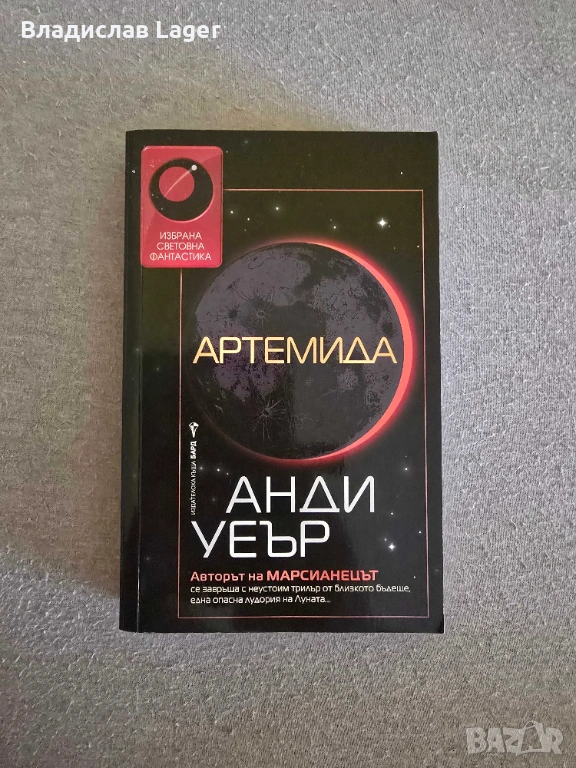 Владислав Lager
ИЗБРАНА
СВЕТОВНА
ФАНТАСТИКА
АРТЕМИДА
ИЗДАТЕЛСКА КЪЩА БАРД
АНДИ
УЕЪР
Авторът на МАРСИАНЕЦЪТ
се завръща с неустоим трилър от близкото бъдеще,
една опасна лудория на Луната...
BAZAR